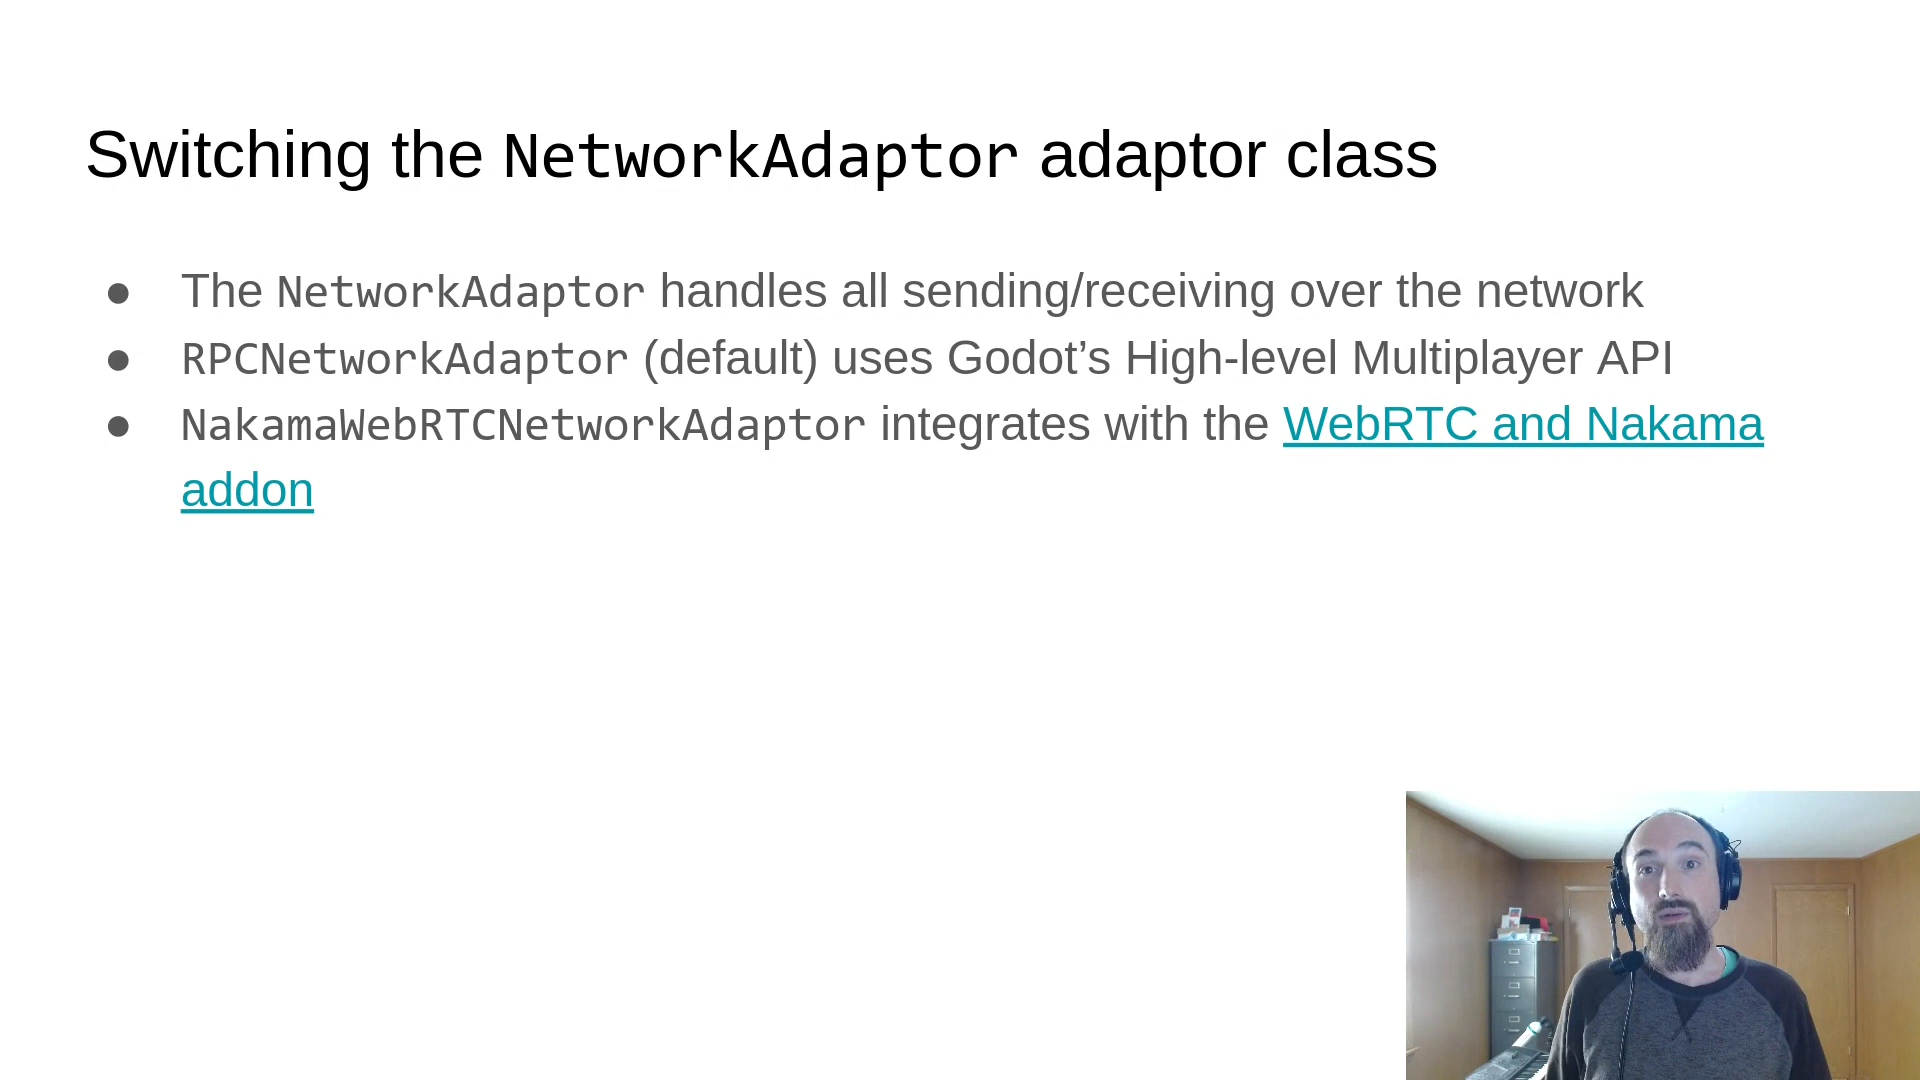 Switching the NetworkAdaptor adaptor class
● The NetworkAdaptor handles all sending/receiving over the network
● RPCNetworkAdaptor (default) uses Godot’s High-level Multiplayer API
● NakamaWebRTCNetworkAdaptor integrates with the WebRTC and Nakama
addon